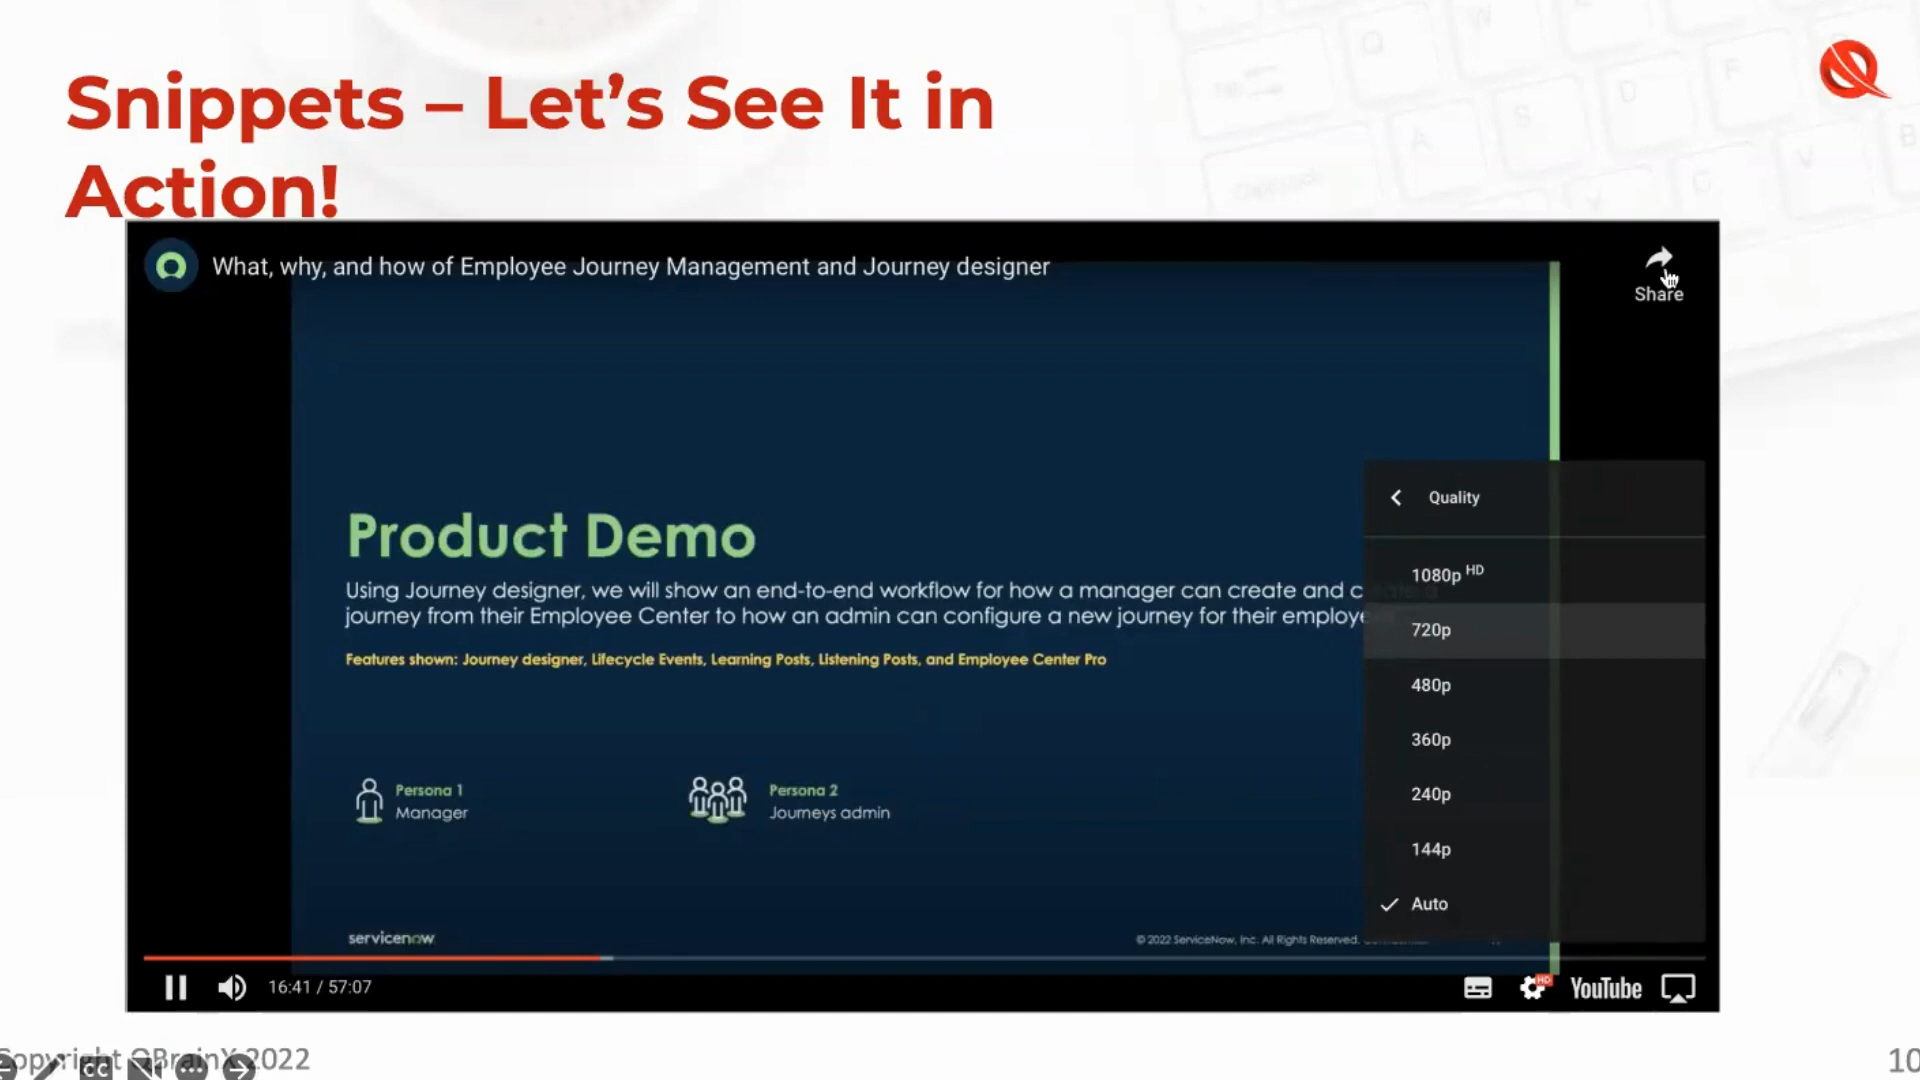 Snippets – Let’s See It in
Action!
What, why, and how of Employee Journey Management and Journey designer
Share
Product Demo
Using Journey designer, we will show an end-to-end workflow for how a manager can create and
journey from their Employee Center to how an admin can configure a new journey for their
Features shown: Journey designer, Lifecycle Events, Learning Posts, Listening Posts, and Employee Center Pro
Persona 1
Manager
Persona 2
Journeys admin
Quality
1080p HD
720p
480p
360p
240p
144p
Auto
servicenow
© 2022 ServiceNow, Inc. All Rights Reserved.
16:41 / 57:07
HD
YouTube
Copyright QBrainX 2022
CC
10